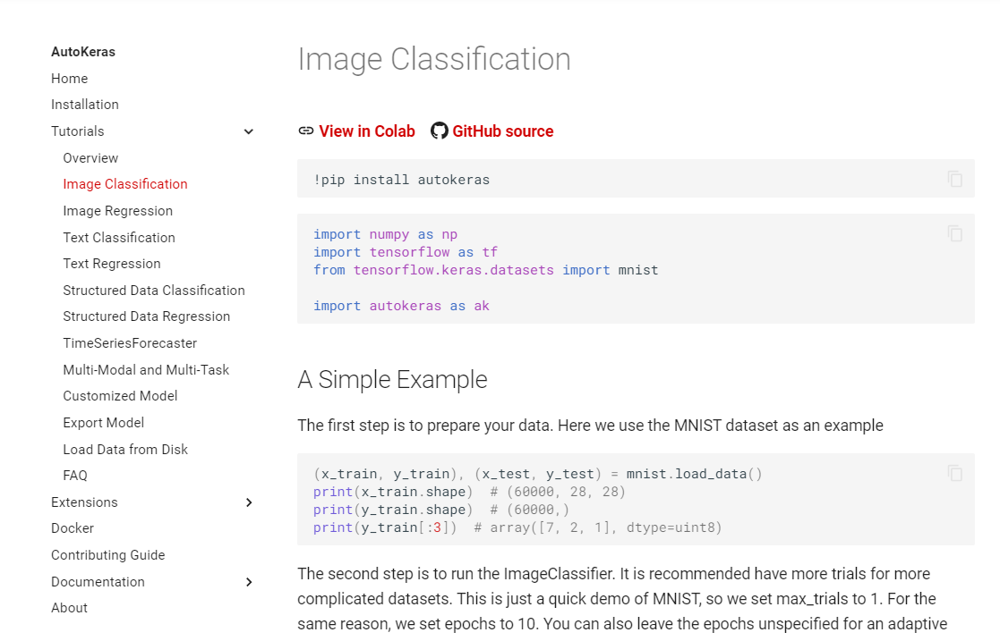 AutoKeras
Home
Installation
Tutorials
Overview
Image Classification
Image Regression
Text Classification
Text Regression
Structured Data Classification
Structured Data Regression
TimeSeriesForecaster
Multi-Modal and Multi-Task
Customized Model
Export Model
Load Data from Disk
FAQ
Extensions
Docker
Contributing Guide
Documentation
About
Image Classification
View in Colab GitHub source
!pip install autokeras
import numpy as np
import tensorflow as tf
from tensorflow.keras.datasets import mnist
import autokeras as ak
A Simple Example
The first step is to prepare your data. Here we use the MNIST dataset as an example
(x_train, y_train), (x_test, y_test) = mnist.load_data()
print(x_train.shape)  # (60000, 28, 28)
print(y_train.shape)  # (60000,)
print(y_train[:3])  # array([7, 2, 1], dtype=uint8)
The second step is to run the ImageClassifier. It is recommended have more trials for more
complicated datasets. This is just a quick demo of MNIST, so we set max_trials to 1. For the
same reason, we set epochs to 10. You can also leave the epochs unspecified for an adaptive